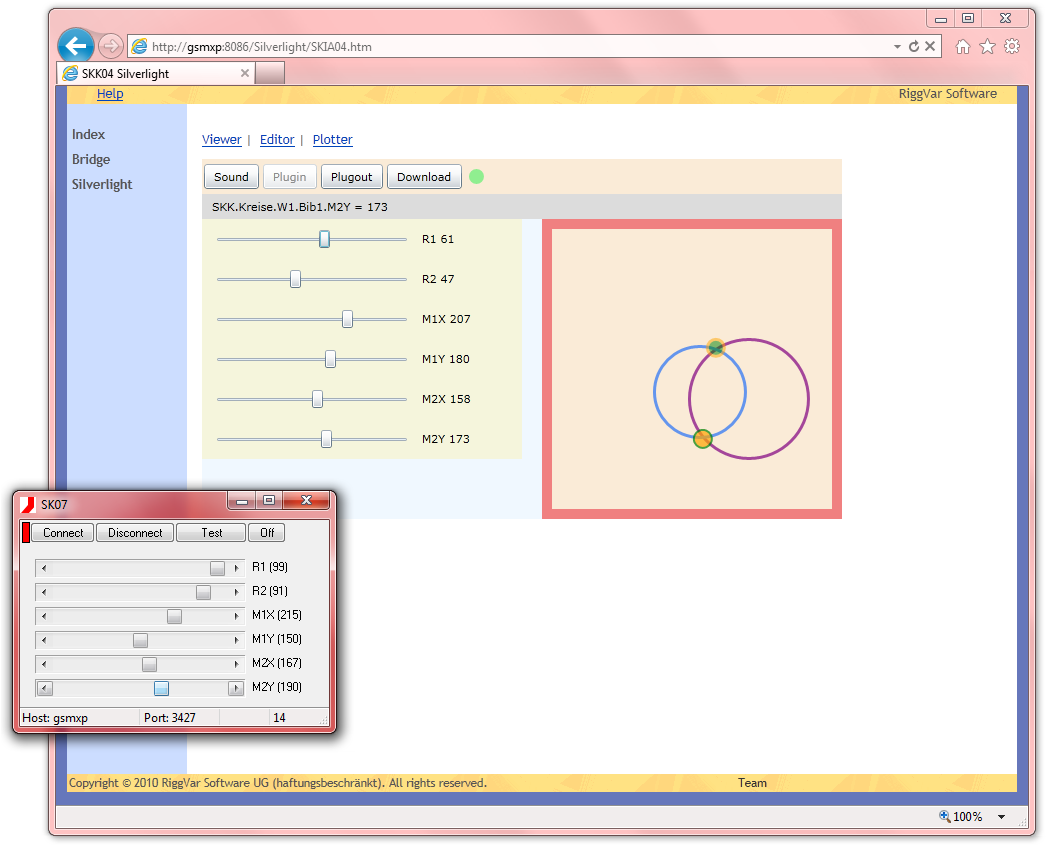 http://gsmxp:8086/Silverlight/SKIA04.htm
SKK04 Silverlight
Help RiggVar Software
Index
Bridge
Silverlight
Viewer | Editor | Plotter
Sound Plugin Plugout Download
SKK.Kreise.W1.Bib1.M2Y = 173
R1 61
R2 47
M1X 207
M1Y 180
M2X 158
M2Y 173
SK07
Connect Disconnect Test Off
R1 (99)
R2 (91)
M1X (215)
M1Y (150)
M2X (167)
M2Y (190)
Host: gsmxp Port: 3427 14
Copyright © 2010 RiggVar Software UG (haftungsbeschränkt). All rights reserved. Team
100%